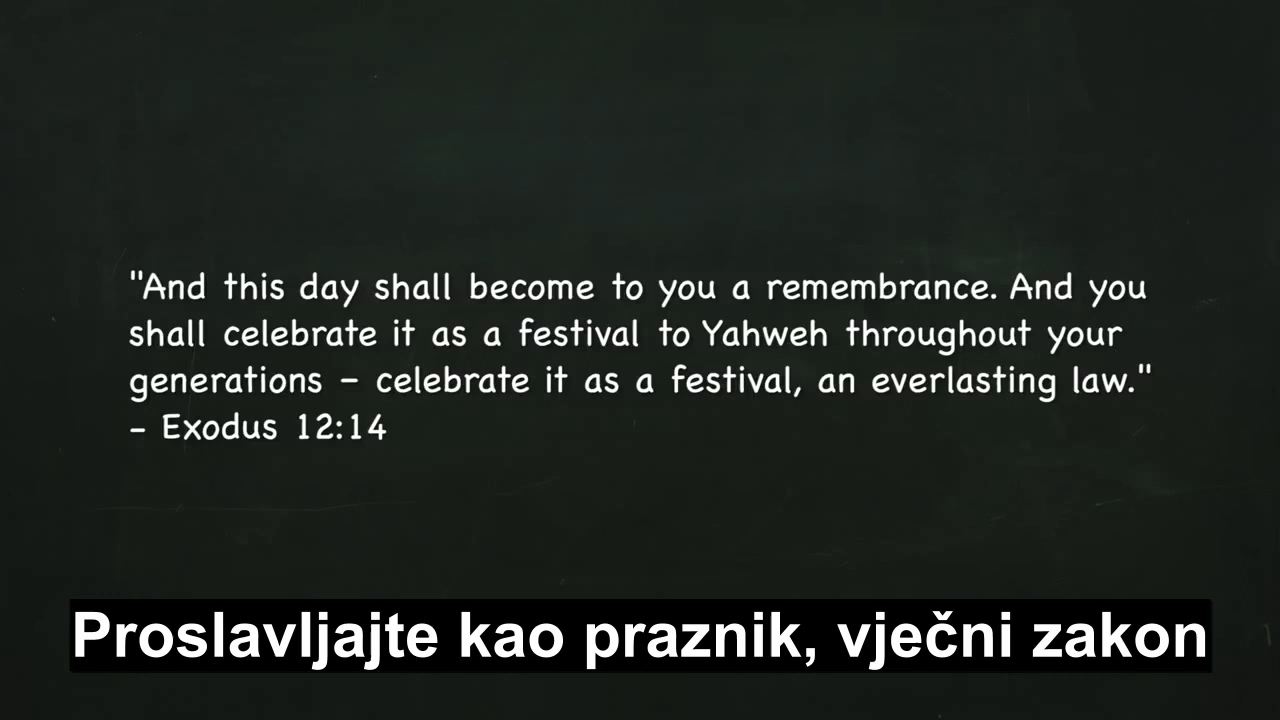 "And this day shall become to you a remembrance. And you
shall celebrate it as a festival to Yahweh throughout your
generations – celebrate it as a festival, an everlasting law."
– Exodus 12:14
Proslavljajte kao praznik, vječni zakon